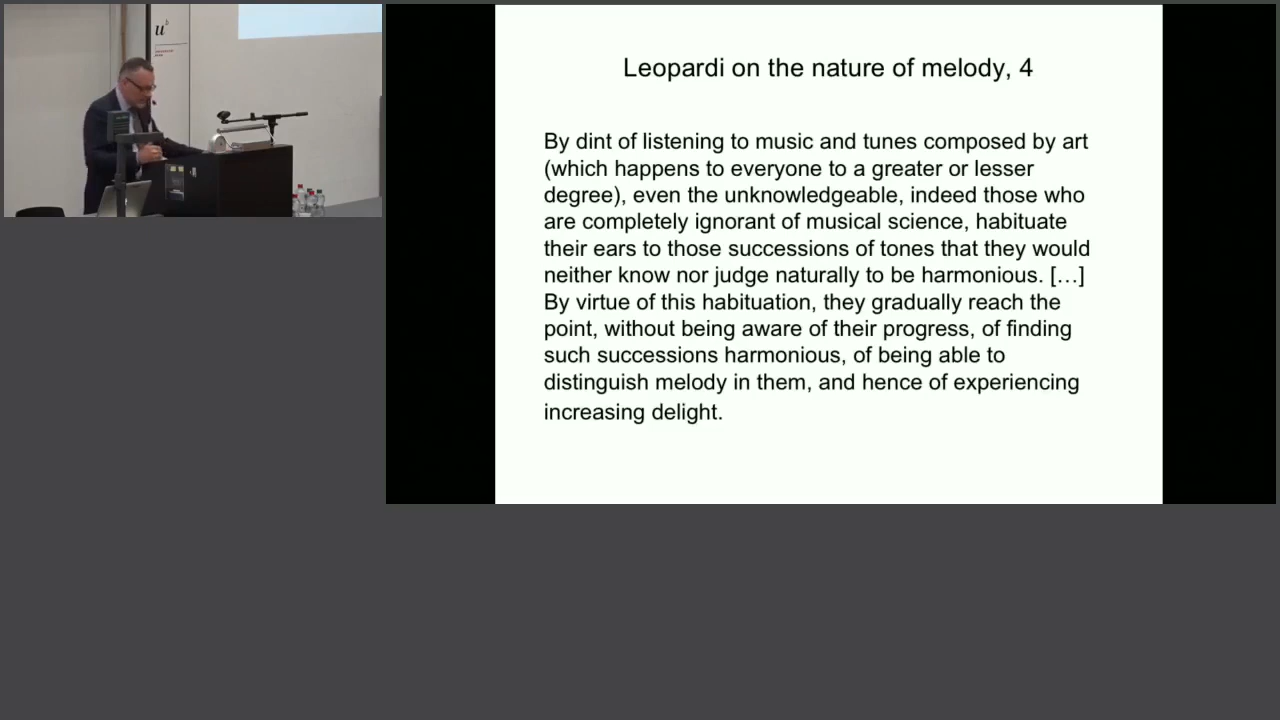 u
b
Leopardi on the nature of melody, 4
By dint of listening to music and tunes composed by art
(which happens to everyone to a greater or lesser
degree), even the unknowledgeable, indeed those who
are completely ignorant of musical science, habituate
their ears to those successions of tones that they would
neither know nor judge naturally to be harmonious. […]
By virtue of this habituation, they gradually reach the
point, without being aware of their progress, of finding
such successions harmonious, of being able to
distinguish melody in them, and hence of experiencing
increasing delight.